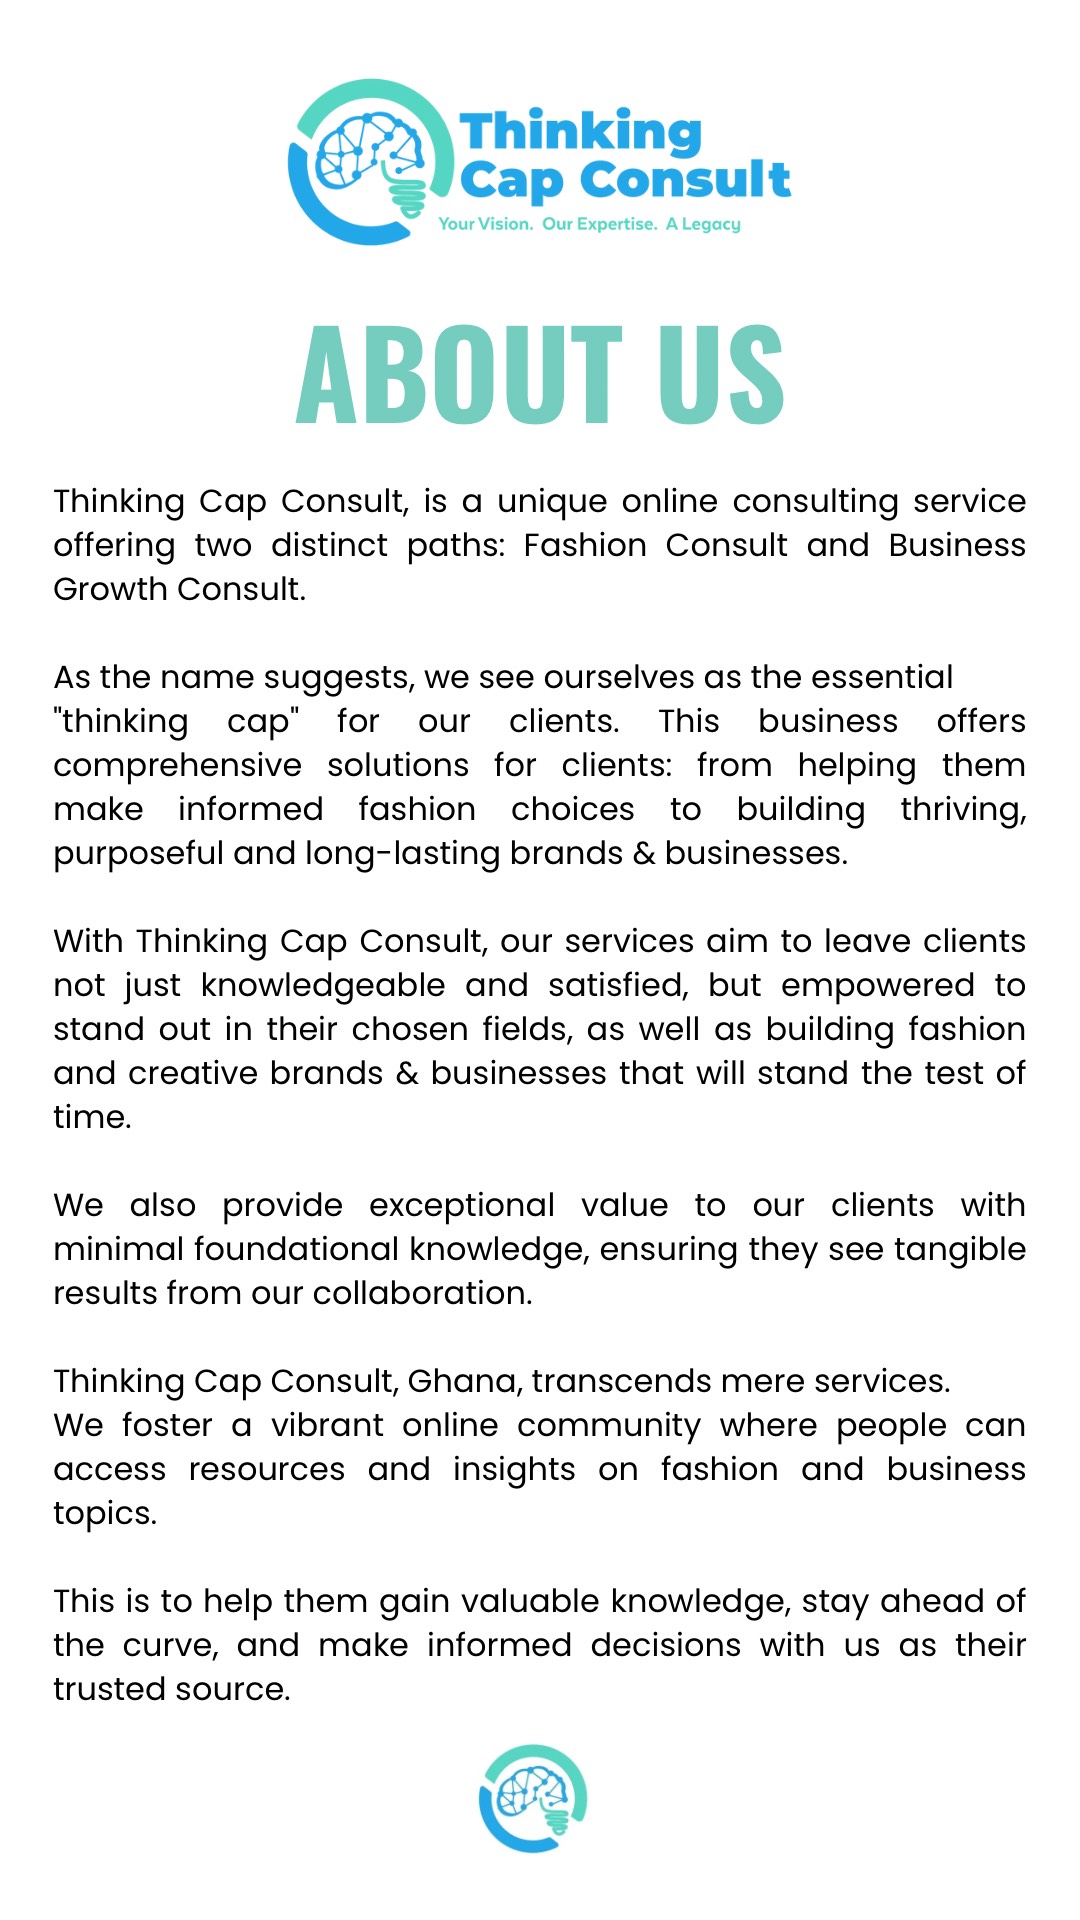 Thinking
Cap Consult
Your Vision. Our Expertise. A Legacy
ABOUT US
Thinking Cap Consult, is a unique online consulting service
offering two distinct paths: Fashion Consult and Business
Growth Consult.
As the name suggests, we see ourselves as the essential
"thinking cap" for our clients. This business offers
comprehensive solutions for clients: from helping them
make informed fashion choices to building thriving,
purposeful and long-lasting brands & businesses.
With Thinking Cap Consult, our services aim to leave clients
not just knowledgeable and satisfied, but empowered to
stand out in their chosen fields, as well as building fashion
and creative brands & businesses that will stand the test of
time.
We also provide exceptional value to our clients with
minimal foundational knowledge, ensuring they see tangible
results from our collaboration.
Thinking Cap Consult, Ghana, transcends mere services.
We foster a vibrant online community where people can
access resources and insights on fashion and business
topics.
This is to help them gain valuable knowledge, stay ahead of
the curve, and make informed decisions with us as their
trusted source.